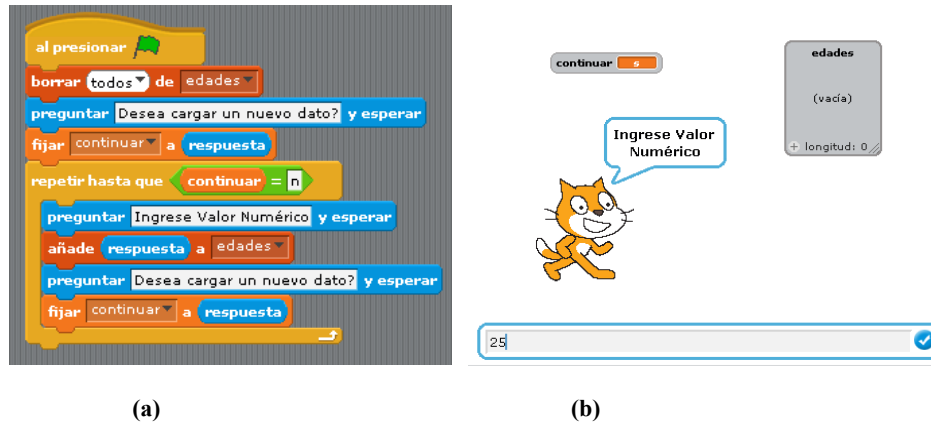 al presionar
borrar todos de edades
preguntar Desea cargar un nuevo dato? y esperar
fijar continuar a respuesta
repetir hasta que continuar = n
preguntar Ingrese Valor Numérico y esperar
añade respuesta a edades
preguntar Desea cargar un nuevo dato? y esperar
fijar continuar a respuesta
continuar s
edades
(vacía)
+ longitud: 0
Ingrese Valor
Numérico
25
(a)
(b)